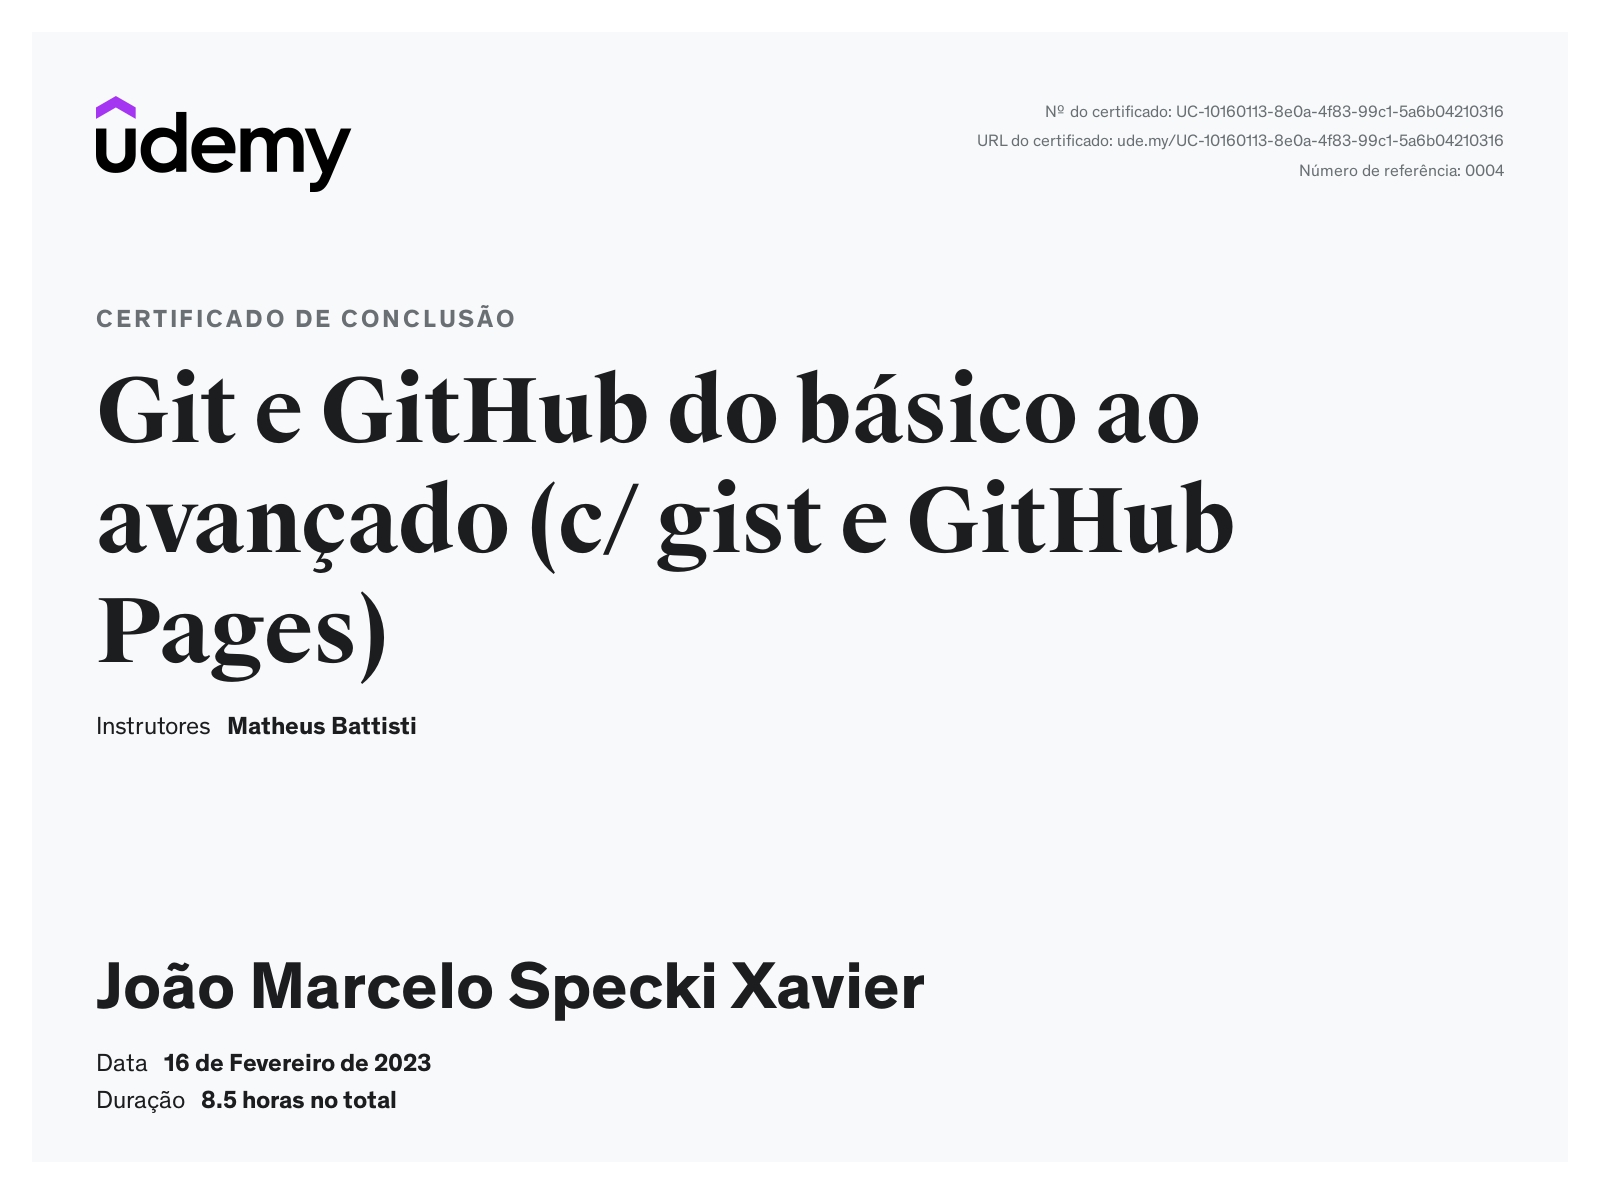 udemy
Nº do certificado: UC-10160113-8e0a-4f83-99c1-5a6b04210316
URL do certificado: ude.my/UC-10160113-8e0a-4f83-99c1-5a6b04210316
Número de referência: 0004
CERTIFICADO DE CONCLUSÃO
Git e GitHub do básico ao
avançado (c/ gist e GitHub
Pages)
Instrutores Matheus Battisti
João Marcelo Specki Xavier
Data 16 de Fevereiro de 2023
Duração 8.5 horas no total